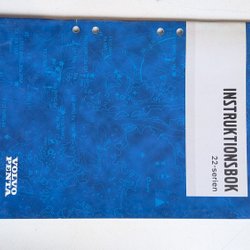 INSTRUKTIONSBOK
22-serien
VOLVO
PENTA